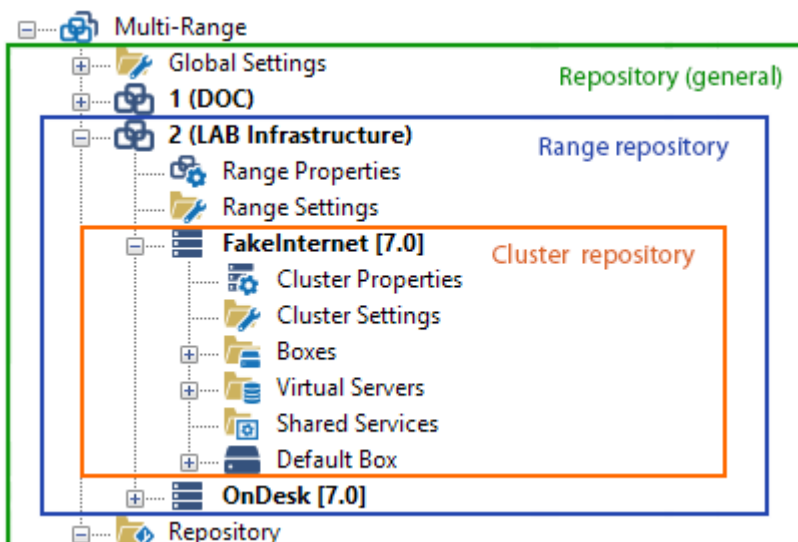 Multi-Range
Global Settings
Repository (general)
1 (DOC)
2 (LAB Infrastructure)
Range repository
Range Properties
Range Settings
FakeInternet [7.0]
Cluster repository
Cluster Properties
Cluster Settings
Boxes
Virtual Servers
Shared Services
Default Box
OnDesk [7.0]
Repository